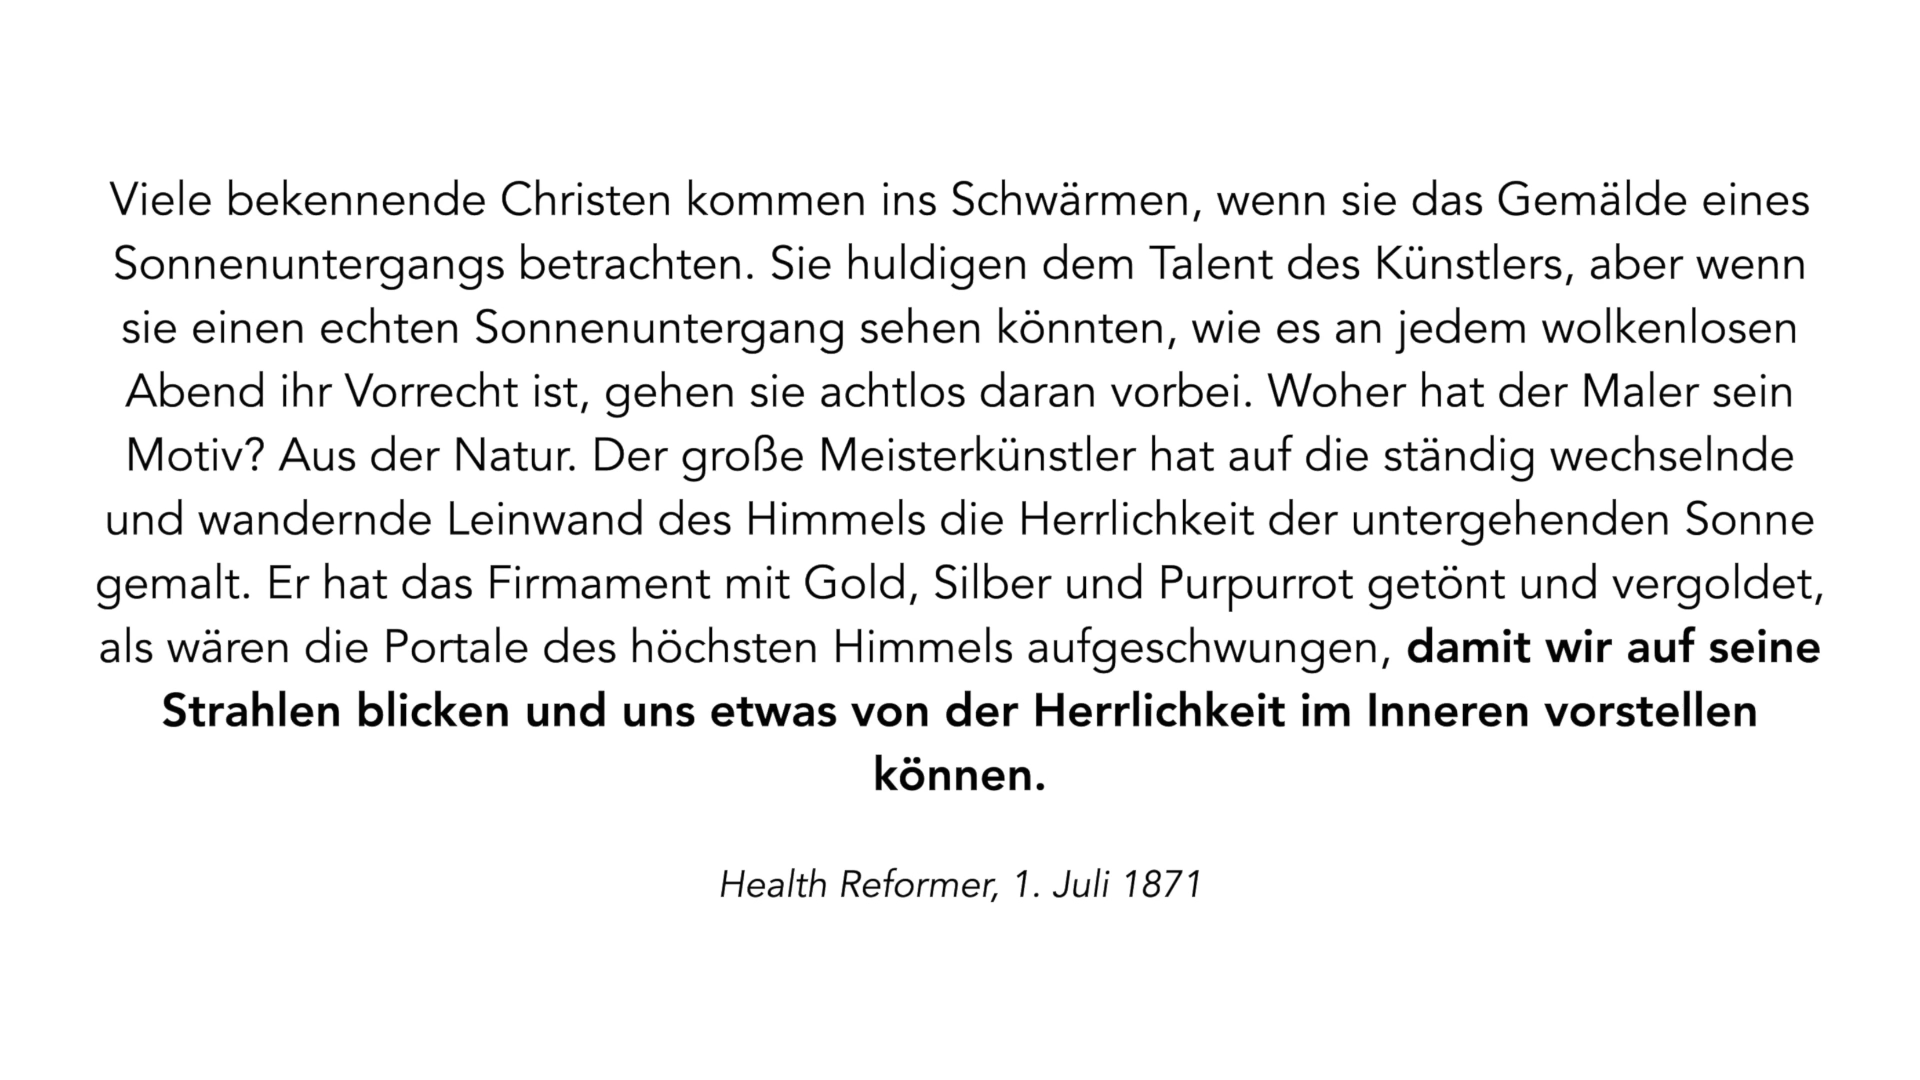 Viele bekennende Christen kommen ins Schwärmen, wenn sie das Gemälde eines
Sonnenuntergangs betrachten. Sie huldigen dem Talent des Künstlers, aber wenn
sie einen echten Sonnenuntergang sehen könnten, wie es an jedem wolkenlosen
Abend ihr Vorrecht ist, gehen sie achtlos daran vorbei. Woher hat der Maler sein
Motiv? Aus der Natur. Der große Meisterkünstler hat auf die ständig wechselnde
und wandernde Leinwand des Himmels die Herrlichkeit der untergehenden Sonne
gemalt. Er hat das Firmament mit Gold, Silber und Purpurrot getönt und vergoldet,
als wären die Portale des höchsten Himmels aufgeschwungen, damit wir auf seine
Strahlen blicken und uns etwas von der Herrlichkeit im Inneren vorstellen
können.
Health Reformer, 1. Juli 1871